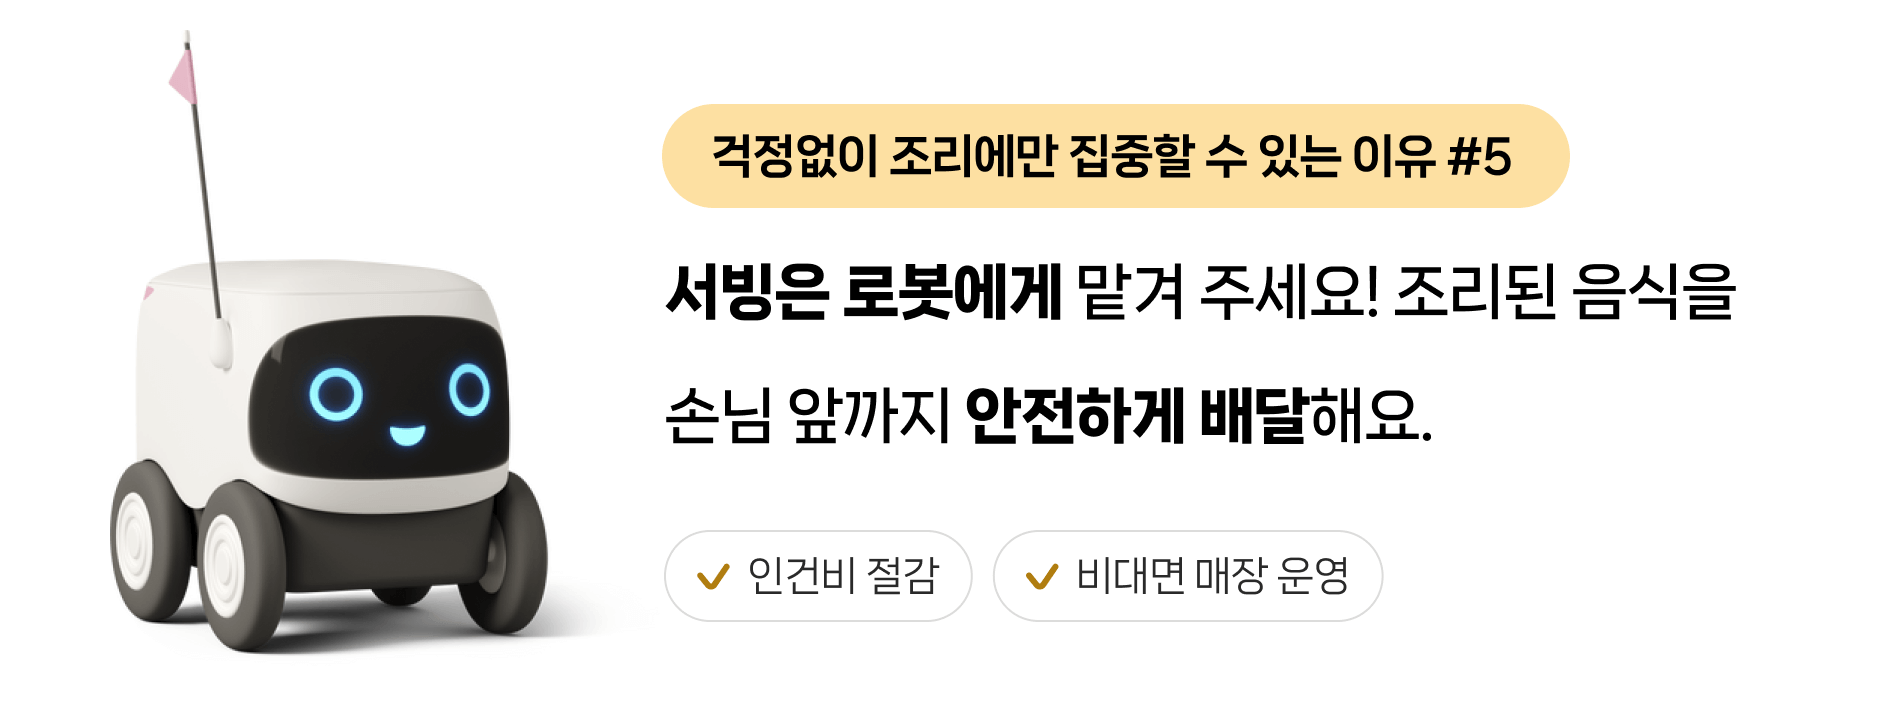 걱정없이 조리에만 집중할 수 있는 이유 #5
서빙은 로봇에게 맡겨 주세요! 조리된 음식을
손님 앞까지 안전하게 배달해요.
인건비 절감
비대면 매장 운영